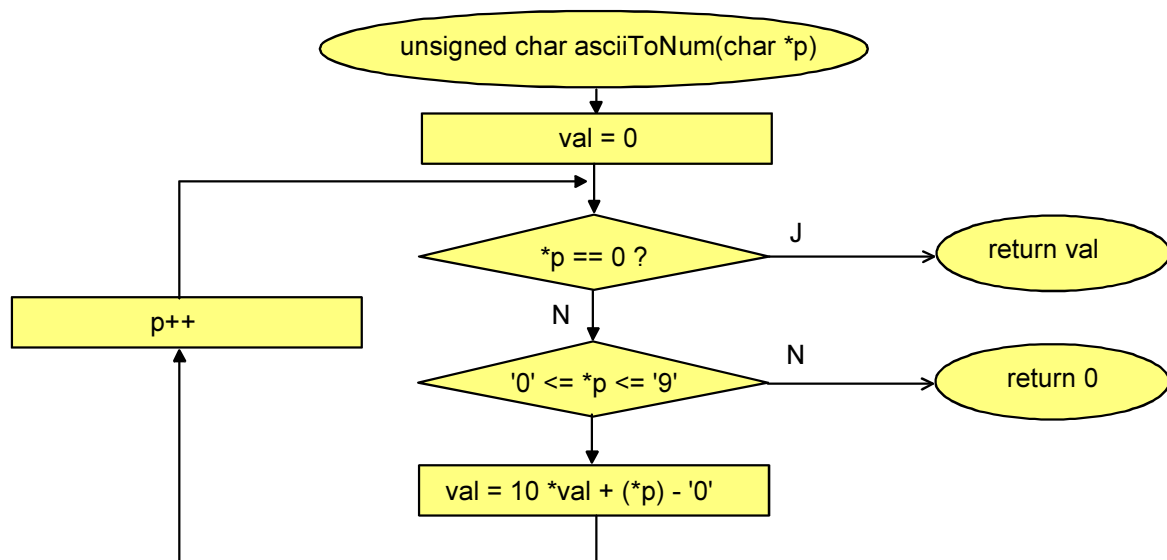 unsigned char asciiToNum(char *p)
val = 0
*p == 0 ?
J
return val
N
p++
'0' <= *p <= '9'
N
return 0
val = 10 *val + (*p) - '0'